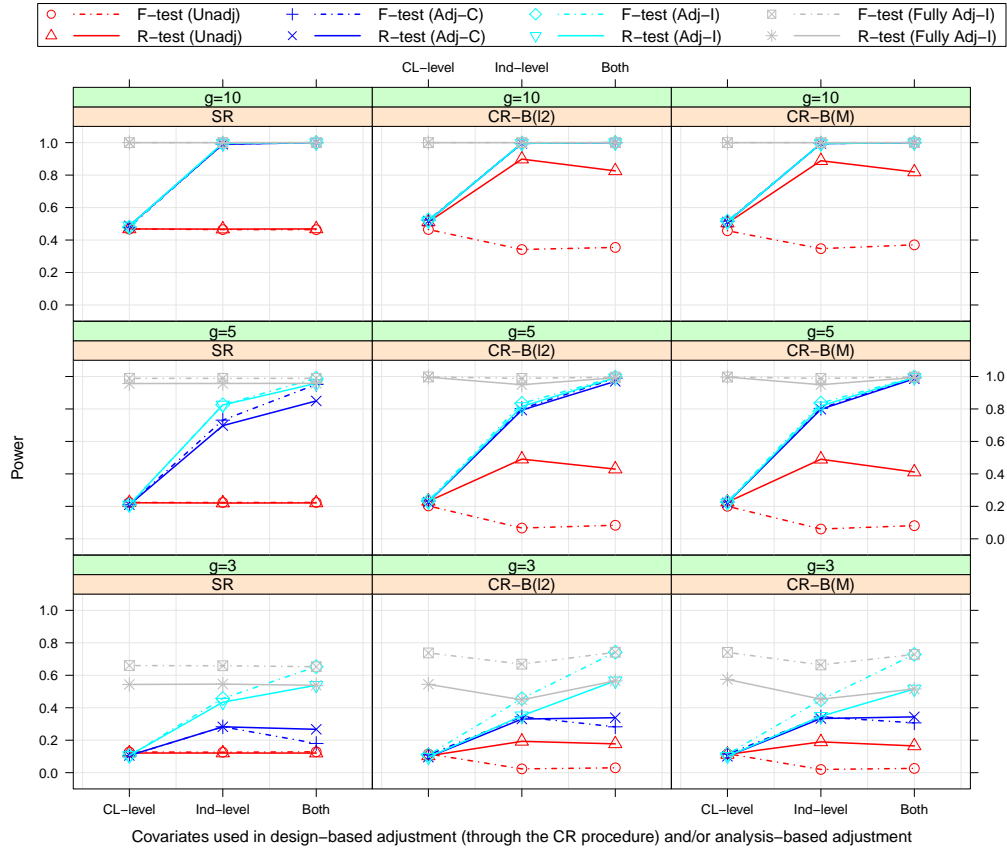 F−test (Unadj) F−test (Adj−C) F−test (Adj−I) F−test (Fully Adj−I)
R−test (Unadj) R−test (Adj−C) R−test (Adj−I) R−test (Fully Adj−I)
CL−level Ind−level Both
g=10 g=10 g=10
SR CR−B(l2) CR−B(M)
1.0
0.8
0.6
0.4
0.2
0.0
g=5 g=5 g=5
SR CR−B(l2) CR−B(M)
1.0
0.8
0.6
0.4
0.2
0.0
Power
g=3 g=3 g=3
SR CR−B(l2) CR−B(M)
1.0
0.8
0.6
0.4
0.2
0.0
CL−level Ind−level Both CL−level Ind−level Both
Covariates used in design−based adjustment (through the CR procedure) and/or analysis−based adjustment